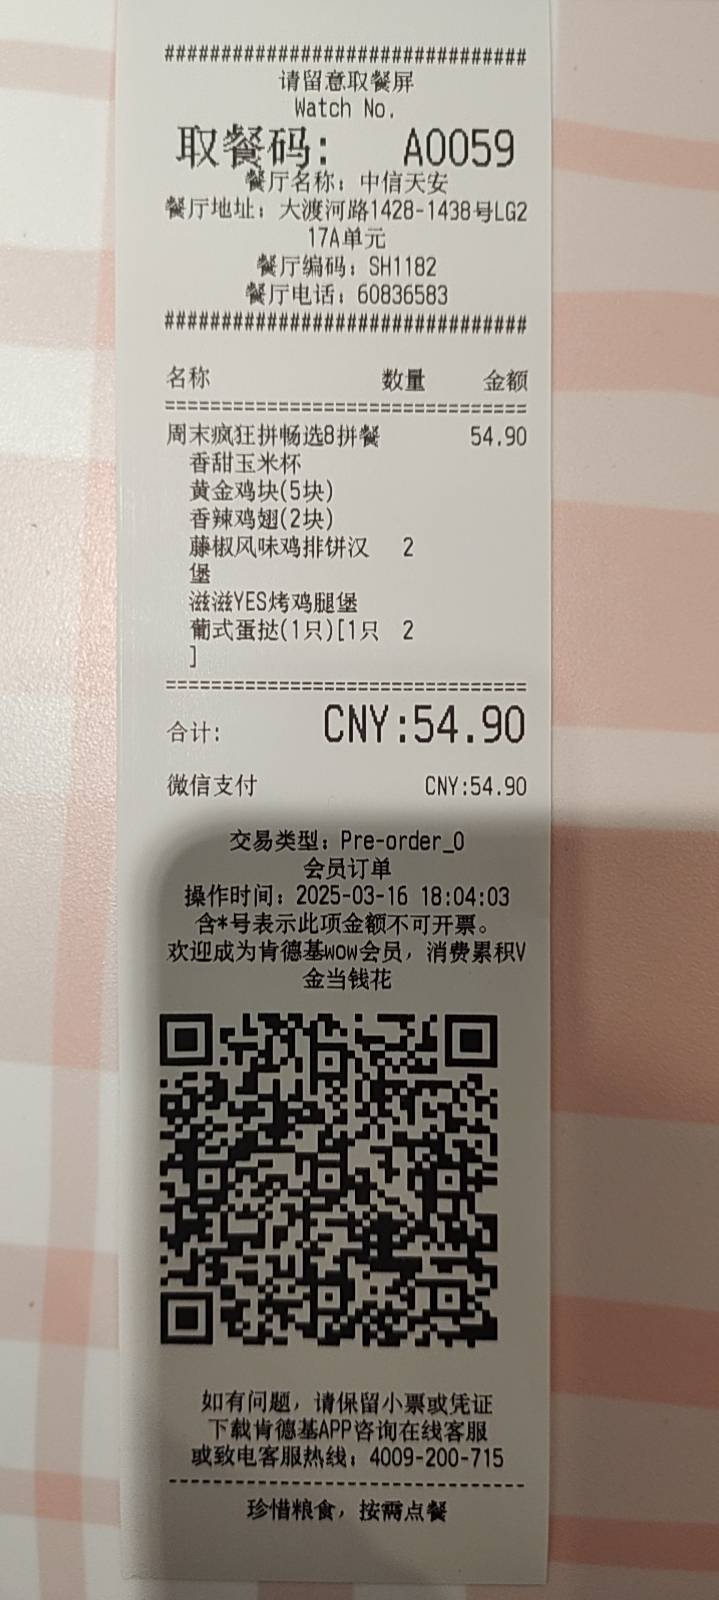 ################################
请留意取餐屏
Watch No.
取餐码: A0059
餐厅名称: 中信天安
餐厅地址: 大渡河路1428-1438号LG2
17A单元
餐厅编码: SH1182
餐厅电话: 60836583
################################
名称 数量 金额
================================
周末疯狂拼畅选8拼餐 54.90
香甜玉米杯
黄金鸡块(5块)
香辣鸡翅(2块)
藤椒风味鸡排饼汉 2
堡
滋滋YES烤鸡腿堡
葡式蛋挞(1只)[1只 2
]
================================
合计: CNY:54.90
微信支付 CNY:54.90
交易类型: Pre-order_0
会员订单
操作时间: 2025-03-16 18:04:03
含*号表示此项金额不可开票。
欢迎成为肯德基wow会员, 消费累积V
金当钱花
如有问题, 请保留小票或凭证
下载肯德基APP咨询在线客服
或致电客服热线: 4009-200-715
--------------------------------
珍惜粮食, 按需点餐